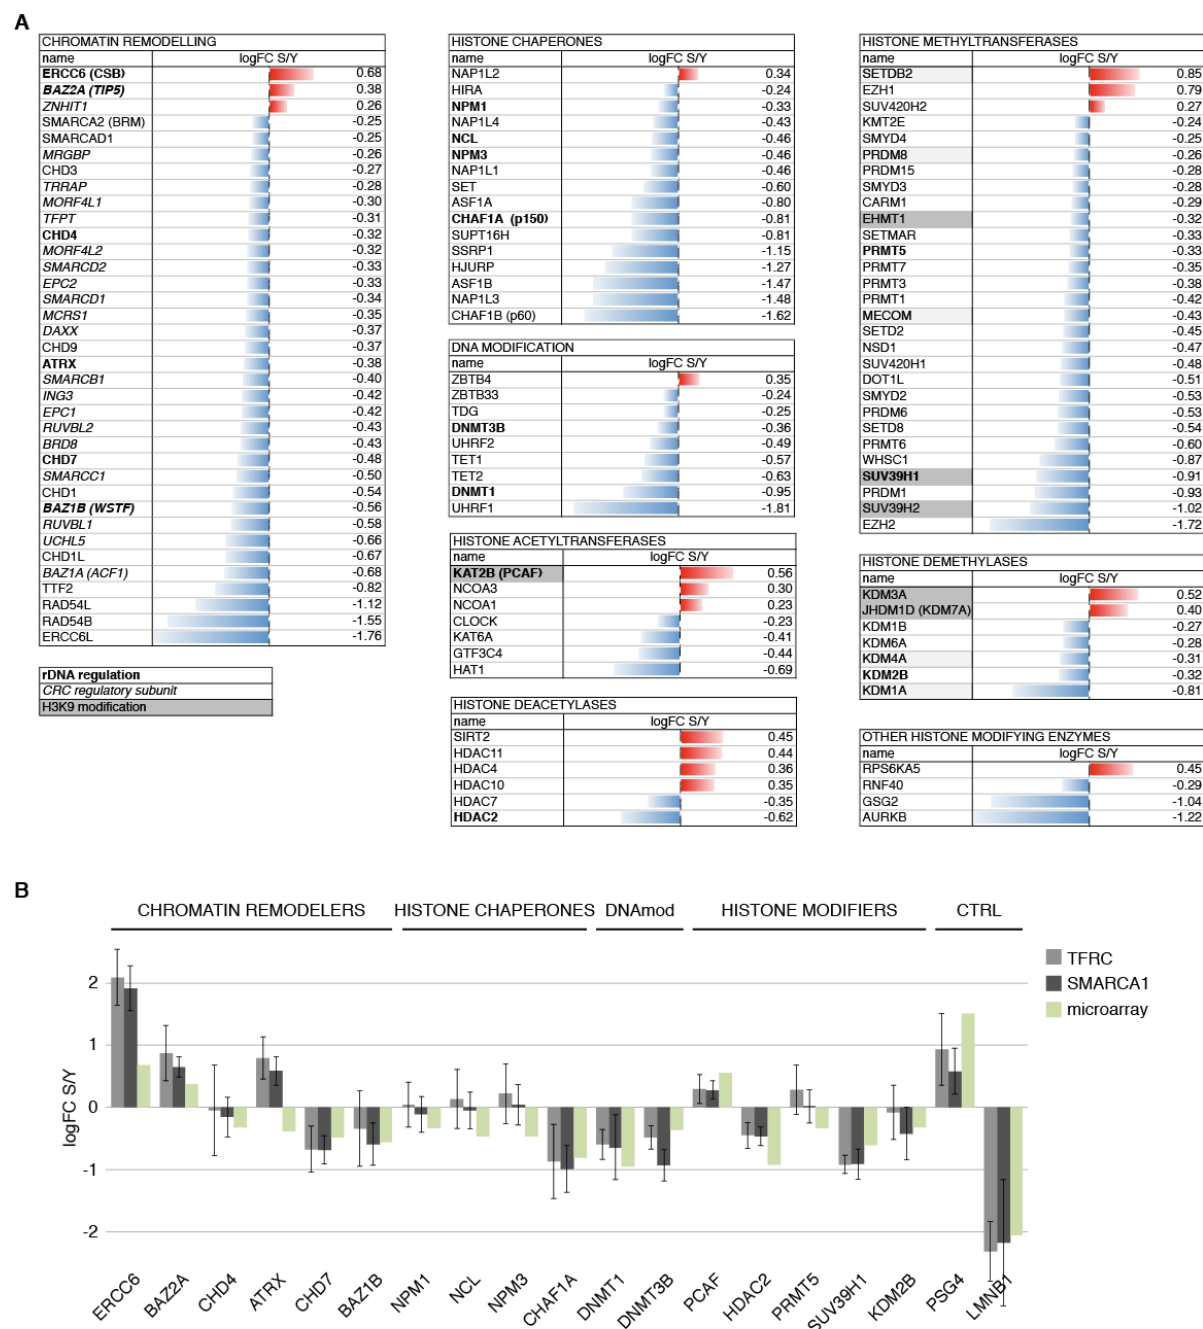 A
CHROMATIN REMODELLING
name logFC S/Y
ERCC6 (CSB) 0.68
BAZ2A (TIP5) 0.38
ZNHIT1 0.26
SMARCA2 (BRM) -0.25
SMARCAD1 -0.25
MRGBP -0.26
CHD3 -0.27
TRRAP -0.28
MORF4L1 -0.30
TFPT -0.31
CHD4 -0.32
MORF4L2 -0.32
SMARCD2 -0.33
EPC2 -0.33
SMARCD1 -0.34
MCRS1 -0.35
DAXX -0.37
CHD9 -0.37
ATRX -0.38
SMARCB1 -0.40
ING3 -0.42
EPC1 -0.42
RUVBL2 -0.43
BRD8 -0.43
CHD7 -0.48
SMARCC1 -0.50
CHD1 -0.54
BAZ1B (WSTF) -0.56
RUVBL1 -0.58
UCHL5 -0.66
CHD1L -0.67
BAZ1A (ACF1) -0.68
TTF2 -0.82
RAD54L -1.12
RAD54B -1.55
ERCC6L -1.76
rDNA regulation
CRC regulatory subunit
H3K9 modification
HISTONE CHAPERONES
name logFC S/Y
NAP1L2 0.34
HIRA -0.24
NPM1 -0.33
NAP1L4 -0.43
NCL -0.46
NPM3 -0.46
NAP1L1 -0.46
SET -0.60
ASF1A -0.80
CHAF1A (p150) -0.81
SUPT16H -0.81
SSRP1 -1.15
HJURP -1.27
ASF1B -1.47
NAP1L3 -1.48
CHAF1B (p60) -1.62
DNA MODIFICATION
name logFC S/Y
ZBTB4 0.35
ZBTB33 -0.24
TDG -0.25
DNMT3B -0.36
UHRF2 -0.49
TET1 -0.57
TET2 -0.63
DNMT1 -0.95
UHRF1 -1.81
HISTONE ACETYLTRANSFERASES
name logFC S/Y
KAT2B (PCAF) 0.56
NCOA3 0.30
NCOA1 0.23
CLOCK -0.23
KAT6A -0.41
GTF3C4 -0.44
HAT1 -0.69
HISTONE DEACETYLASES
name logFC S/Y
SIRT2 0.45
HDAC11 0.44
HDAC4 0.36
HDAC10 0.35
HDAC7 -0.35
HDAC2 -0.62
HISTONE METHYLTRANSFERASES
name logFC S/Y
SETDB2 0.85
EZH1 0.79
SUV420H2 0.27
KMT2E -0.24
SMYD4 -0.25
PRDM8 -0.26
PRDM15 -0.28
SMYD3 -0.28
CARM1 -0.29
EHMT1 -0.32
SETMAR -0.33
PRMT5 -0.33
PRMT7 -0.35
PRMT3 -0.38
PRMT1 -0.42
MECOM -0.43
SETD2 -0.45
NSD1 -0.47
SUV420H1 -0.48
DOT1L -0.51
SMYD2 -0.53
PRDM6 -0.53
SETD8 -0.54
PRMT6 -0.60
WHSC1 -0.87
SUV39H1 -0.91
PRDM1 -0.93
SUV39H2 -1.02
EZH2 -1.72
HISTONE DEMETHYLASES
name logFC S/Y
KDM3A 0.52
JHDM1D (KDM7A) 0.40
KDM1B -0.27
KDM6A -0.28
KDM4A -0.31
KDM2B -0.32
KDM1A -0.81
OTHER HISTONE MODIFYING ENZYMES
name logFC S/Y
RPS6KA5 0.45
RNF40 -0.29
GSG2 -1.04
AURKB -1.22
B
CHROMATIN REMODELERS HISTONE CHAPERONES DNAmod HISTONE MODIFIERS CTRL
TFRC
SMARCA1
microarray
logFC S/Y
2
1
0
-1
-2
ERCC6 BAZ2A CHD4 ATRX CHD7 BAZ1B NPM1 NCL NPM3 CHAF1A DNMT1 DNMT3B PCAF HDAC2 PRMT5 SUV39H1 KDM2B PSG4 LMNB1